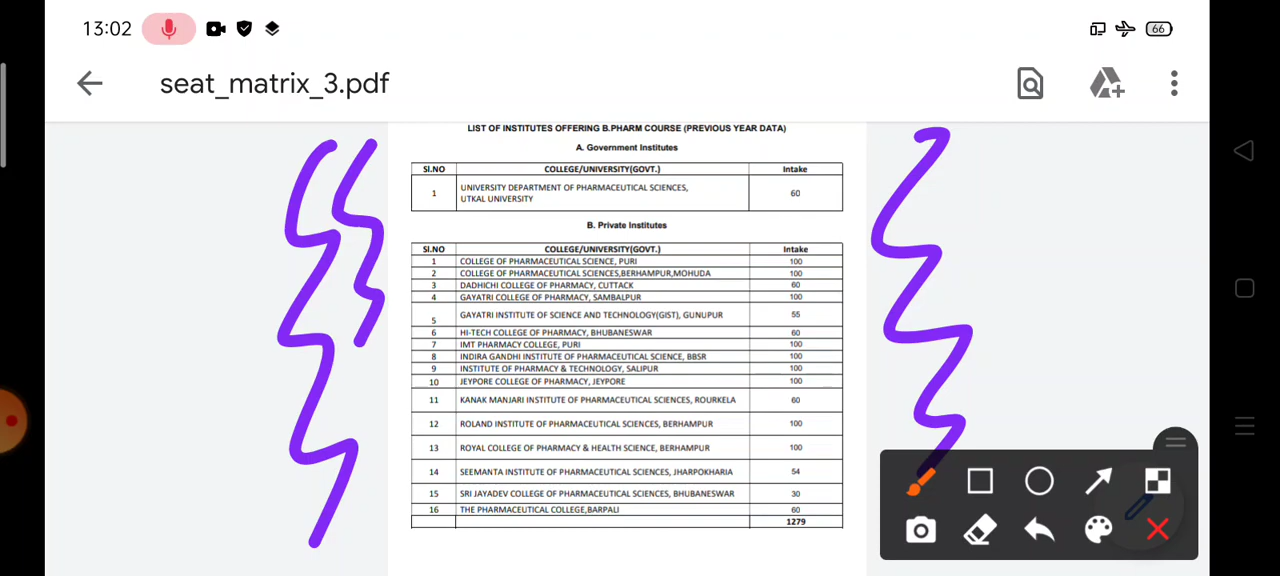 13:02
66
seat_matrix_3.pdf
LIST OF INSTITUTES OFFERING B.PHARM COURSE (PREVIOUS YEAR DATA)
A. Government Institutes
SI.NO COLLEGE/UNIVERSITY(GOVT.) Intake
1 UNIVERSITY DEPARTMENT OF PHARMACEUTICAL SCIENCES, UTKAL UNIVERSITY 60
B. Private Institutes
SI.NO COLLEGE/UNIVERSITY(GOVT.) Intake
1 COLLEGE OF PHARMACEUTICAL SCIENCE, PURI 100
2 COLLEGE OF PHARMACEUTICAL SCIENCES,BERHAMPUR,MOHUDA 100
3 DADHICHI COLLEGE OF PHARMACY, CUTTACK 60
4 GAYATRI COLLEGE OF PHARMACY, SAMBALPUR 100
5 GAYATRI INSTITUTE OF SCIENCE AND TECHNOLOGY(GIST), GUNUPUR 55
6 HI-TECH COLLEGE OF PHARMACY, BHUBANESWAR 60
7 IMT PHARMACY COLLEGE, PURI 100
8 INDIRA GANDHI INSTITUTE OF PHARMACEUTICAL SCIENCE, BBSR 100
9 INSTITUTE OF PHARMACY & TECHNOLOGY, SALIPUR 100
10 JEYPORE COLLEGE OF PHARMACY, JEYPORE 100
11 KANAK MANJARI INSTITUTE OF PHARMACEUTICAL SCIENCES, ROURKELA 60
12 ROLAND INSTITUTE OF PHARMACEUTICAL SCIENCES, BERHAMPUR 100
13 ROYAL COLLEGE OF PHARMACY & HEALTH SCIENCE, BERHAMPUR 100
14 SEEMANTA INSTITUTE OF PHARMACEUTICAL SCIENCES, JHARPOKHARIA 54
15 SRI JAYADEV COLLEGE OF PHARMACEUTICAL SCIENCES, BHUBANESWAR 30
16 THE PHARMACEUTICAL COLLEGE,BARPALI 60
1279